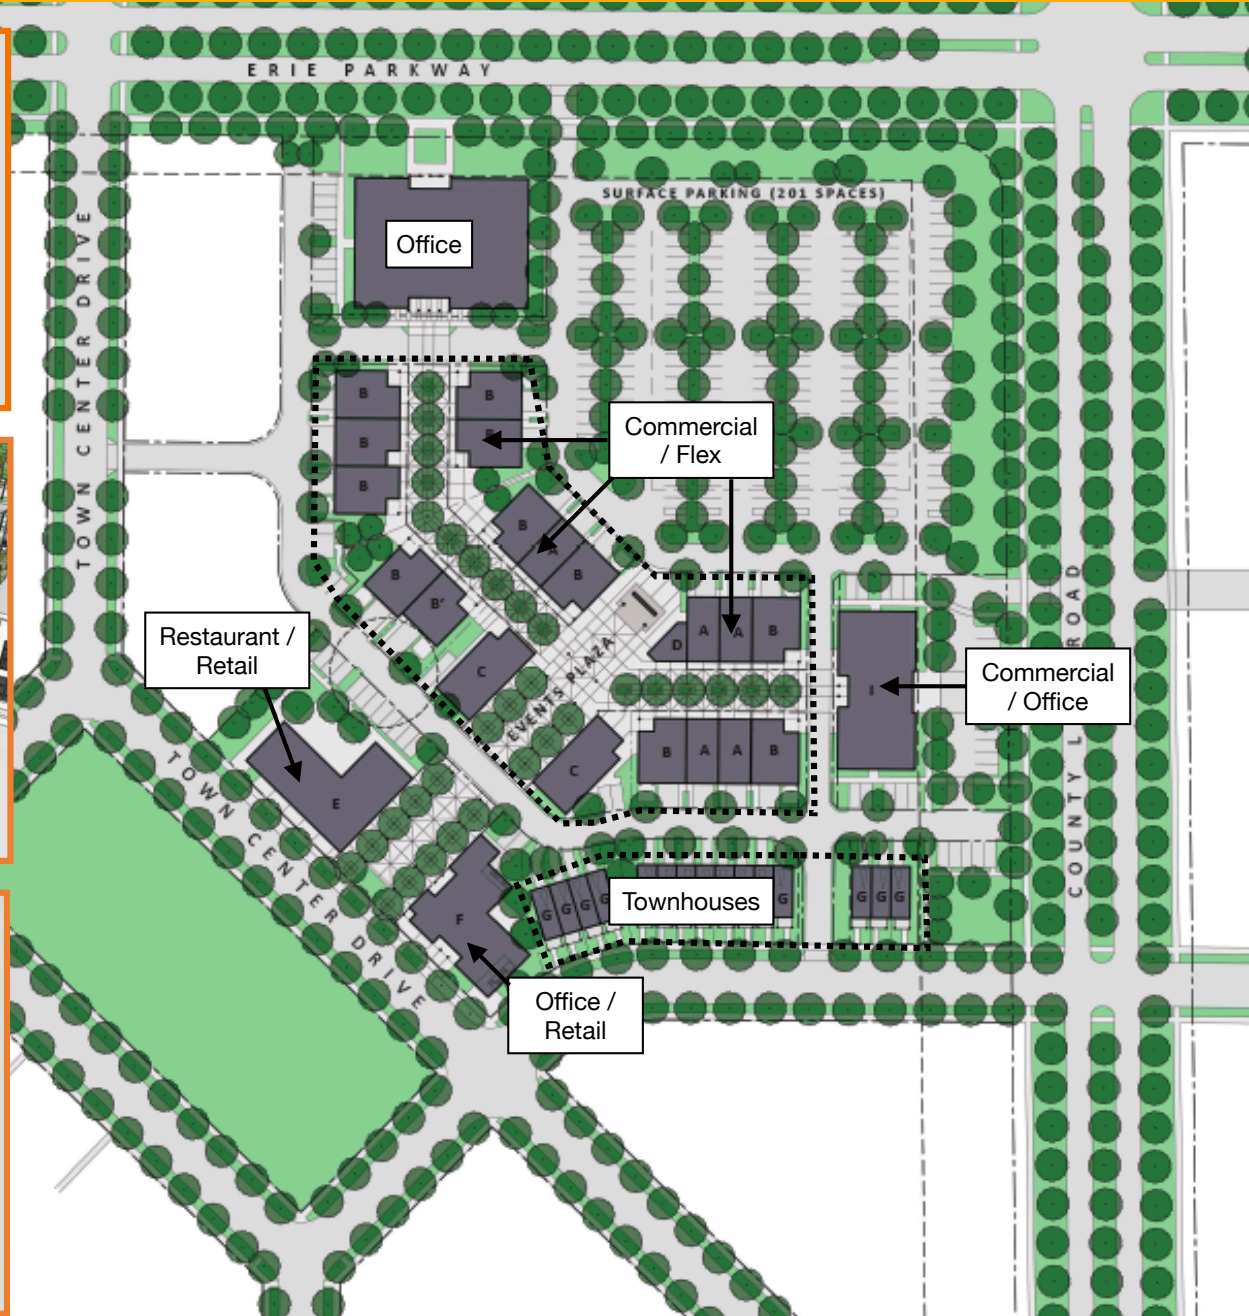 ERIE PARKWAY
SURFACE PARKING (201 SPACES)
TOWN CENTER DRIVE
Office
B
B
B
B
B
Commercial
/ Flex
B
A
B
B
B'
C
D
A
A
B
EVENTS PLAZA
Restaurant /
Retail
Commercial
/ Office
I
COUNTY
ROAD
B
A
A
B
C
E
TOWN CENTER DRIVE
F
G
G
G
G
Townhouses
G
G
G
G
Office /
Retail